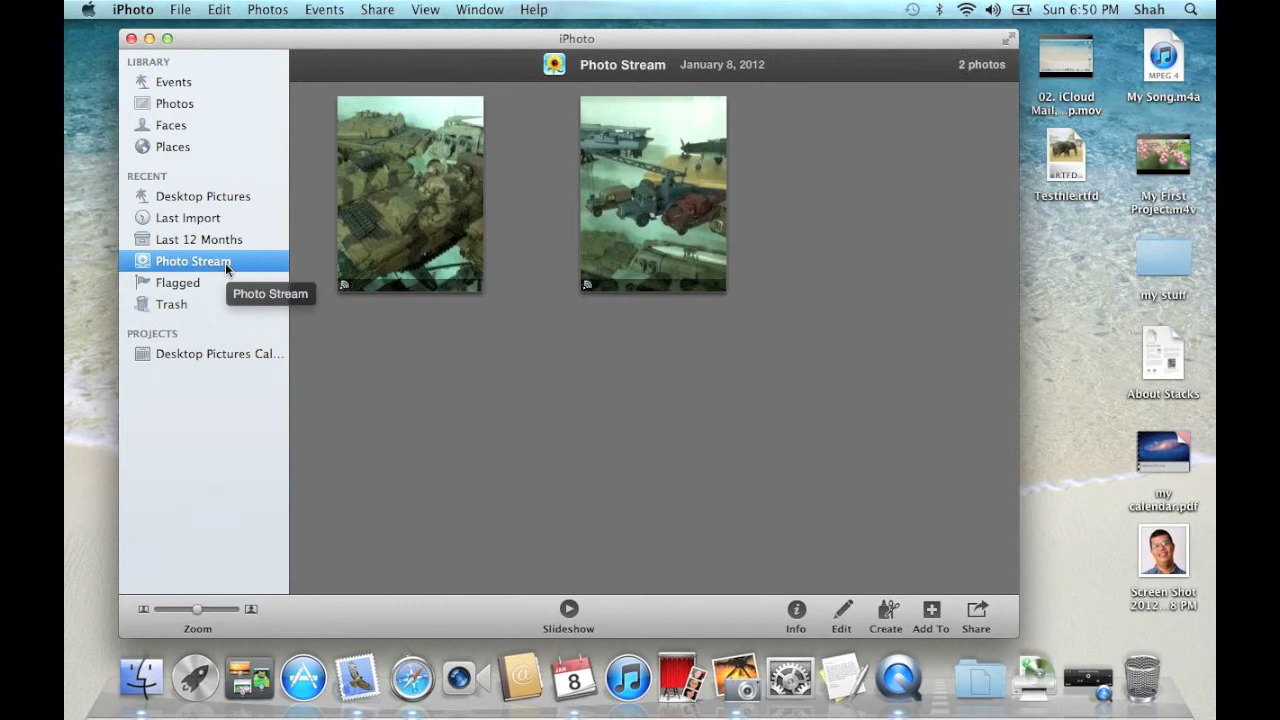 iPhoto File Edit Photos Events Share View Window Help Sun 6:50 PM Shah
iPhoto
LIBRARY
Events
Photos
Faces
Places
RECENT
Desktop Pictures
Last Import
Last 12 Months
Photo Stream
Flagged
Trash
PROJECTS
Desktop Pictures Cal...
Photo Stream
Photo Stream January 8, 2012 2 photos
Zoom
Slideshow
Info Edit Create Add To Share
02. iCloud
Mail,...p.mov
MPEG 4
My Song.m4a
RTFD
Testfile.rtfd
My First
Project.m4v
my Stuff
About Stacks
my
calendar.pdf
Screen Shot
2012...8 PM
JAN
8